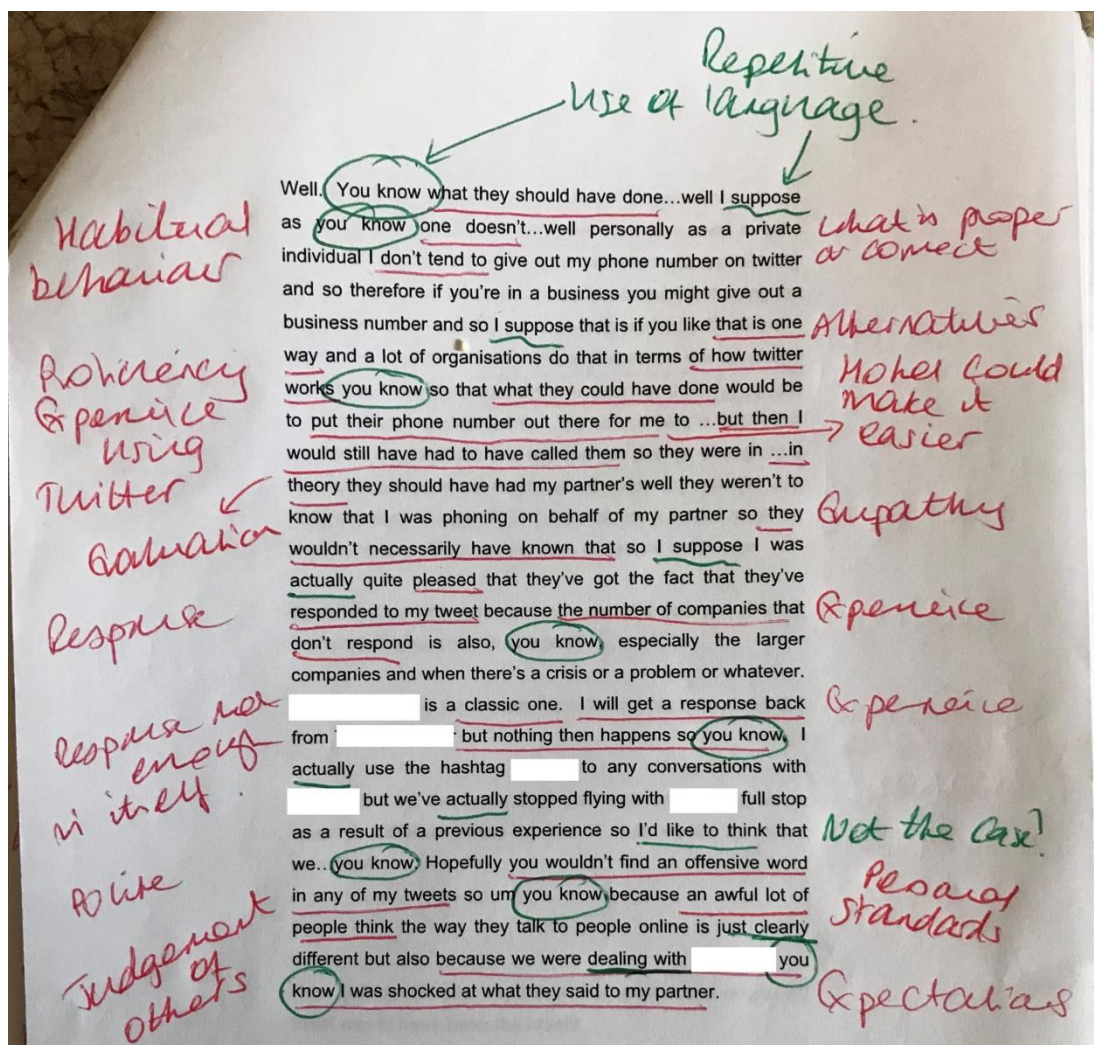 Repetitive
use of language.
Well. You know what they should have done...well I suppose
as you know one doesn't...well personally as a private
individual I don't tend to give out my phone number on twitter
and so therefore if you're in a business you might give out a
business number and so I suppose that is if you like that is one
way and a lot of organisations do that in terms of how twitter
works you know so that what they could have done would be
to put their phone number out there for me to ...but then I
would still have had to have called them so they were in ...in
theory they should have had my partner's well they weren't to
know that I was phoning on behalf of my partner so they
wouldn't necessarily have known that so I suppose I was
actually quite pleased that they've got the fact that they've
responded to my tweet because the number of companies that
don't respond is also, you know, especially the larger
companies and when there's a crisis or a problem or whatever.
is a classic one. I will get a response back
from but nothing then happens so you know, I
actually use the hashtag to any conversations with
but we've actually stopped flying with full stop
as a result of a previous experience so I'd like to think that
we.. you know Hopefully you wouldn't find an offensive word
in any of my tweets so um you know because an awful lot of
people think the way they talk to people online is just clearly
different but also because we were dealing with you
know I was shocked at what they said to my partner.
Habitual
behaviour
Proficiency
Experience
using
Twitter
Evaluation
Response
Response not
enough
in itself.
Polite
Judgement
of
others
What is proper
or correct
Alternatives
Hotel could
make it
easier
Empathy
Experience
Experience
Not the case?
Personal
standards
Expectations